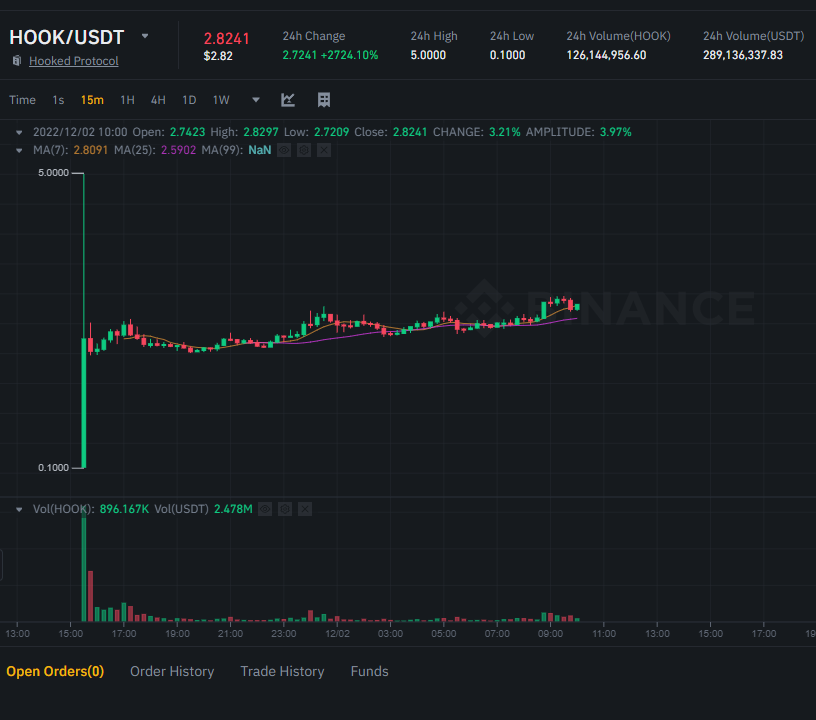 HOOK/USDT
Hooked Protocol
2.8241
$2.82
24h Change
2.7241 +2724.10%
24h High
5.0000
24h Low
0.1000
24h Volume(HOOK)
126,144,956.60
24h Volume(USDT)
289,136,337.83
Time 1s 15m 1H 4H 1D 1W
2022/12/02 10:00 Open: 2.7423 High: 2.8297 Low: 2.7209 Close: 2.8241 CHANGE: 3.21% AMPLITUDE: 3.97%
MA(7): 2.8091 MA(25): 2.5902 MA(99): NaN
5.0000
BINANCE
0.1000
Vol(HOOK): 896.167K Vol(USDT) 2.478M
13:00 15:00 17:00 19:00 21:00 23:00 12/02 03:00 05:00 07:00 09:00 11:00 13:00 15:00 17:00 19
Open Orders(0) Order History Trade History Funds